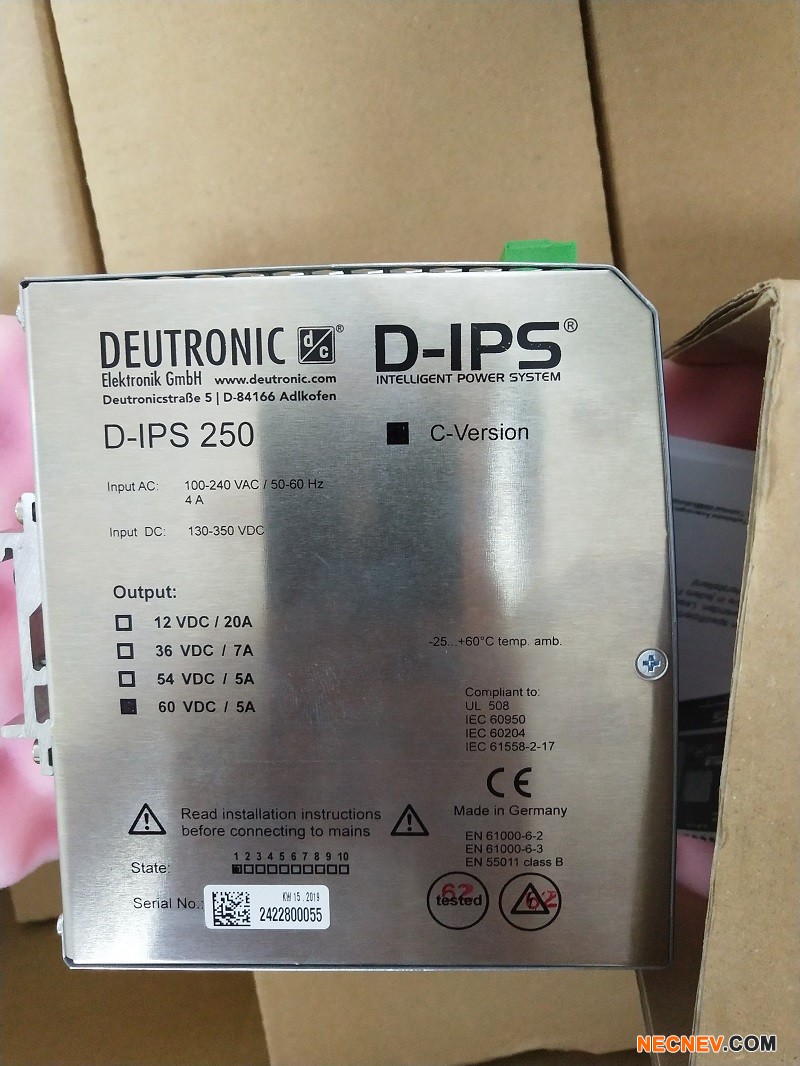 DEUTRONIC d/c ®
D-IPS®
INTELLIGENT POWER SYSTEM
Elektronik GmbH www.deutronic.com
Deutronicstraße 5 | D-84166 Adlkofen
D-IPS 250
C-Version
Input AC: 100-240 VAC / 50-60 Hz
4 A
Input DC: 130-350 VDC
Output:
12 VDC / 20A
36 VDC / 7A
54 VDC / 5A
60 VDC / 5A
-25...+60°C temp. amb.
Compliant to:
UL 508
IEC 60950
IEC 60204
IEC 61558-2-17
CE
Made in Germany
Read installation instructions
before connecting to mains
EN 61000-6-2
EN 61000-6-3
EN 55011 class B
1 2 3 4 5 6 7 8 9 10
State:
Serial No.:
KW 15 . 2019
2422800055
62
tested
62
NECNEV.COM